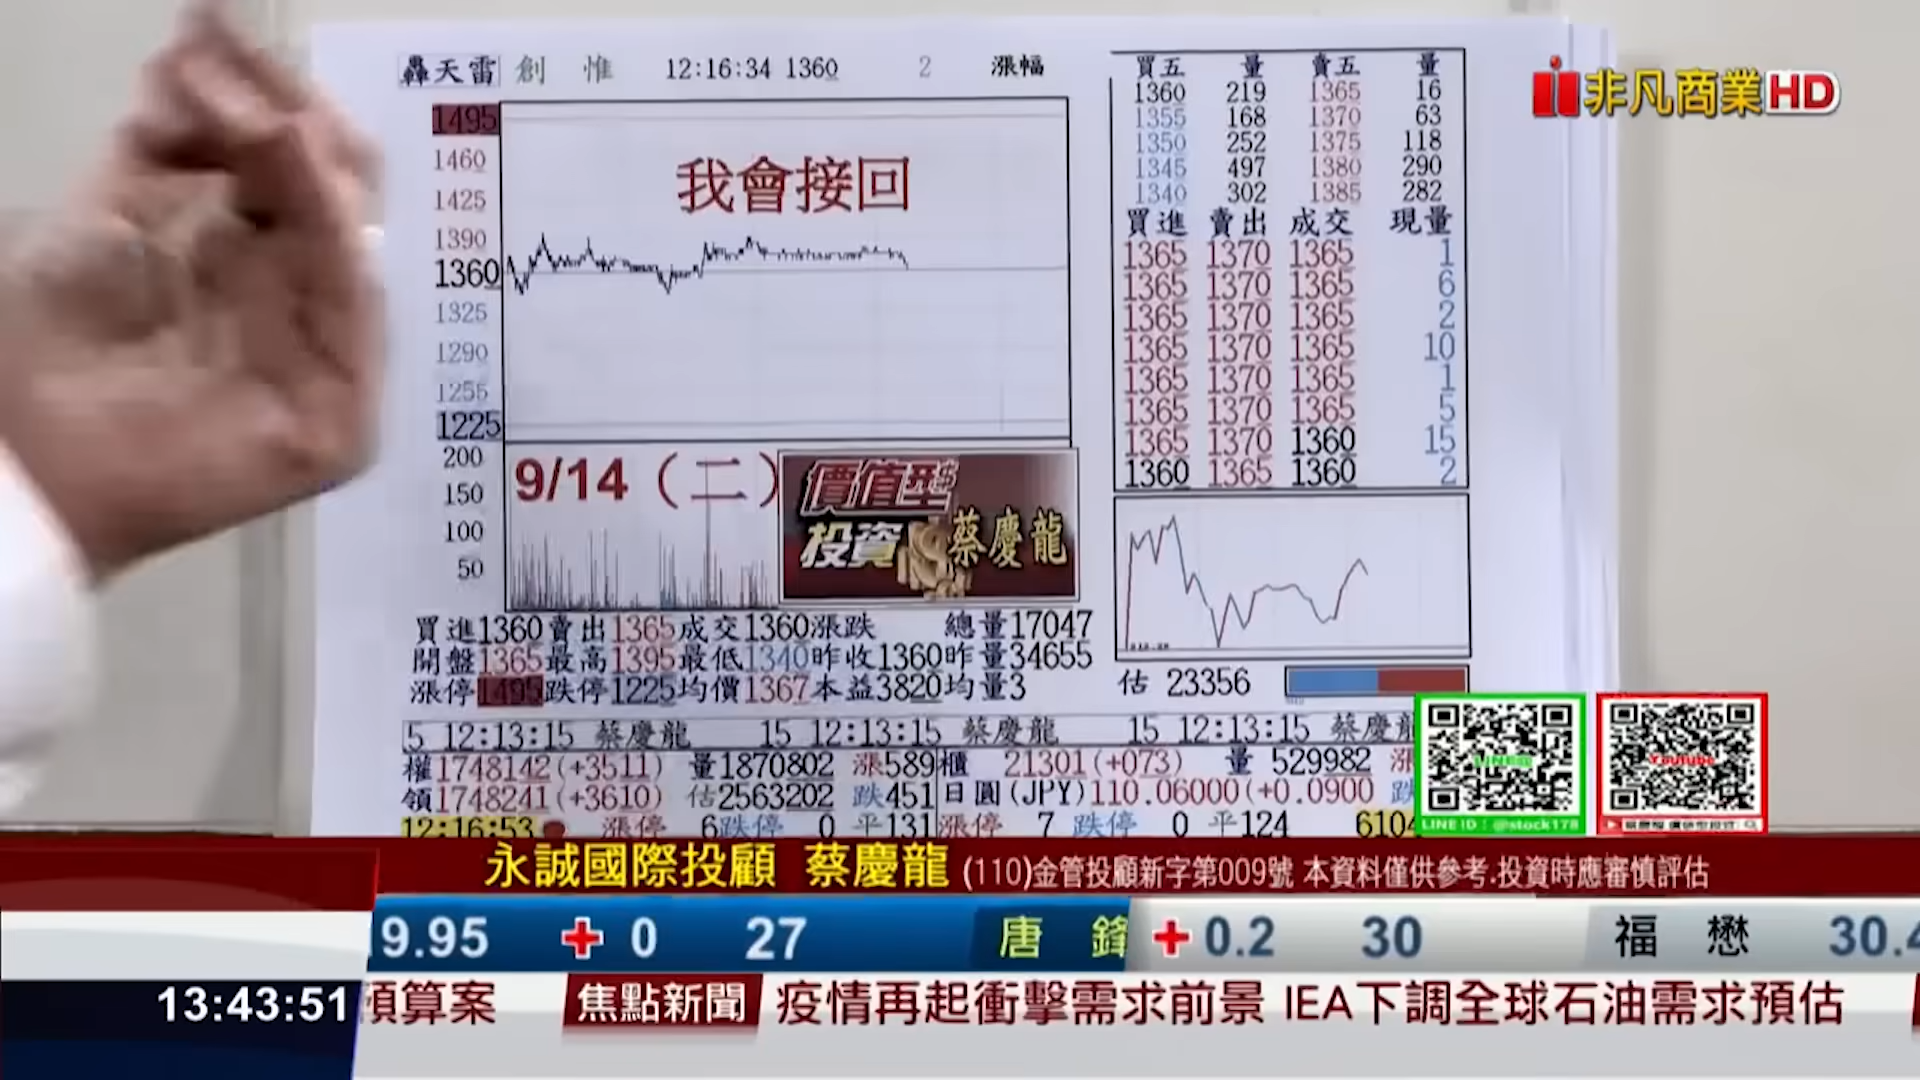 轟天雷 創 惟 12:16:34 1360 2 漲幅
1495
1460
1425
1390
1360
1325
1290
1255
1225
200
150
100
50
我會接回
9/14(二)
價值型$
投資 蔡慶龍
買五 量 賣五 量
1360 219 1365 16
1355 168 1370 63
1350 252 1375 118
1345 497 1380 290
1340 302 1385 282
買進 賣出 成交 現量
1365 1370 1365 1
1365 1370 1365 6
1365 1370 1365 2
1365 1370 1365 10
1365 1370 1365 1
1365 1370 1365 5
1365 1370 1360 15
1360 1365 1360 2
估 23356
買進1360賣出1365成交1360漲跌 總量17047
開盤1365最高1395最低1340昨收1360昨量34655
漲停1495跌停1225均價1367本益3820均量3
5 12:13:15 蔡慶龍 15 12:13:15 蔡慶龍 15 12:13:15 蔡慶龍
權1748142(+3511) 量1870802 漲589櫃 21301(+073) 量 529982 漲
領1748241(+3610) 估2563202 跌451日圓(JPY)110.06000(+0.0900 跌
12:16:53 漲停 6跌停 0 平131漲停 7 跌停 0 平124 6104
非凡商業HD
LINE@
LINE ID:@stock178
YouTube
永誠國際投顧 蔡慶龍 (110)金管投顧新字第009號 本資料僅供參考.投資時應審慎評估
9.95 + 0 27 唐 鋒 + 0.2 30 福 懋 30.4
13:43:51 預算案 焦點新聞 疫情再起衝擊需求前景 IEA下調全球石油需求預估